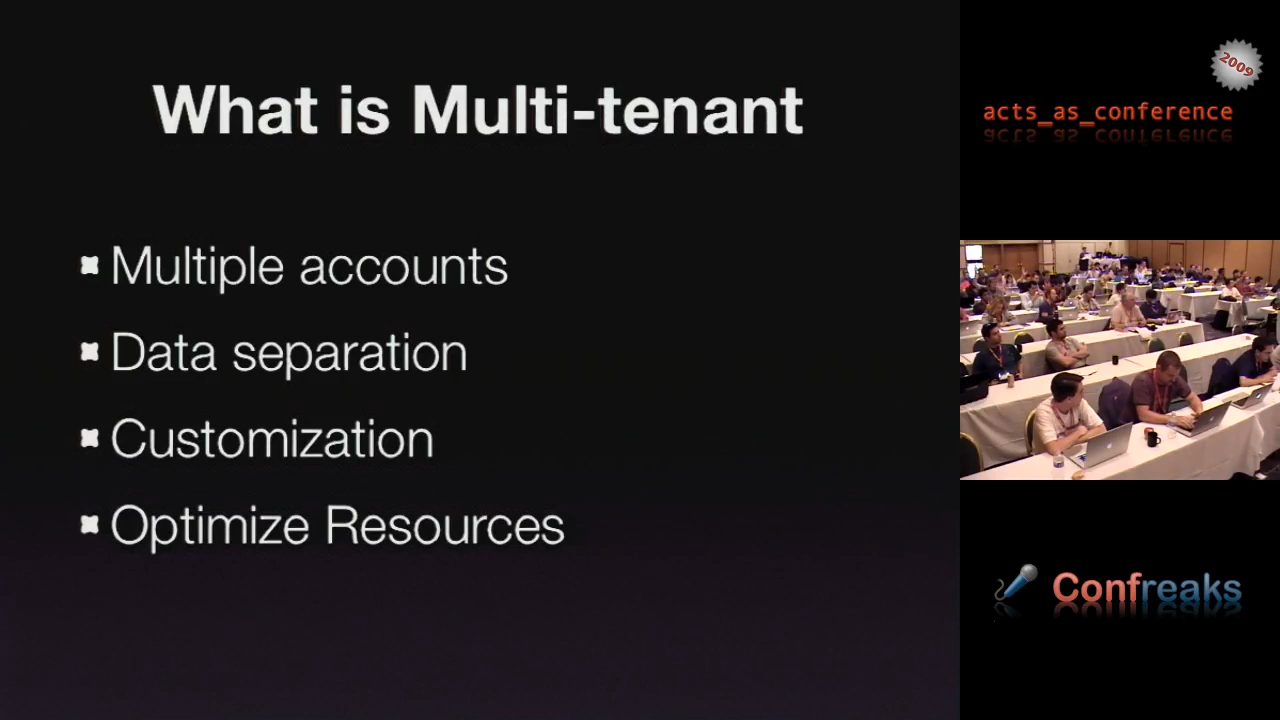 What is Multi-tenant
Multiple accounts
Data separation
Customization
Optimize Resources
2009
acts_as_conference
Confreaks